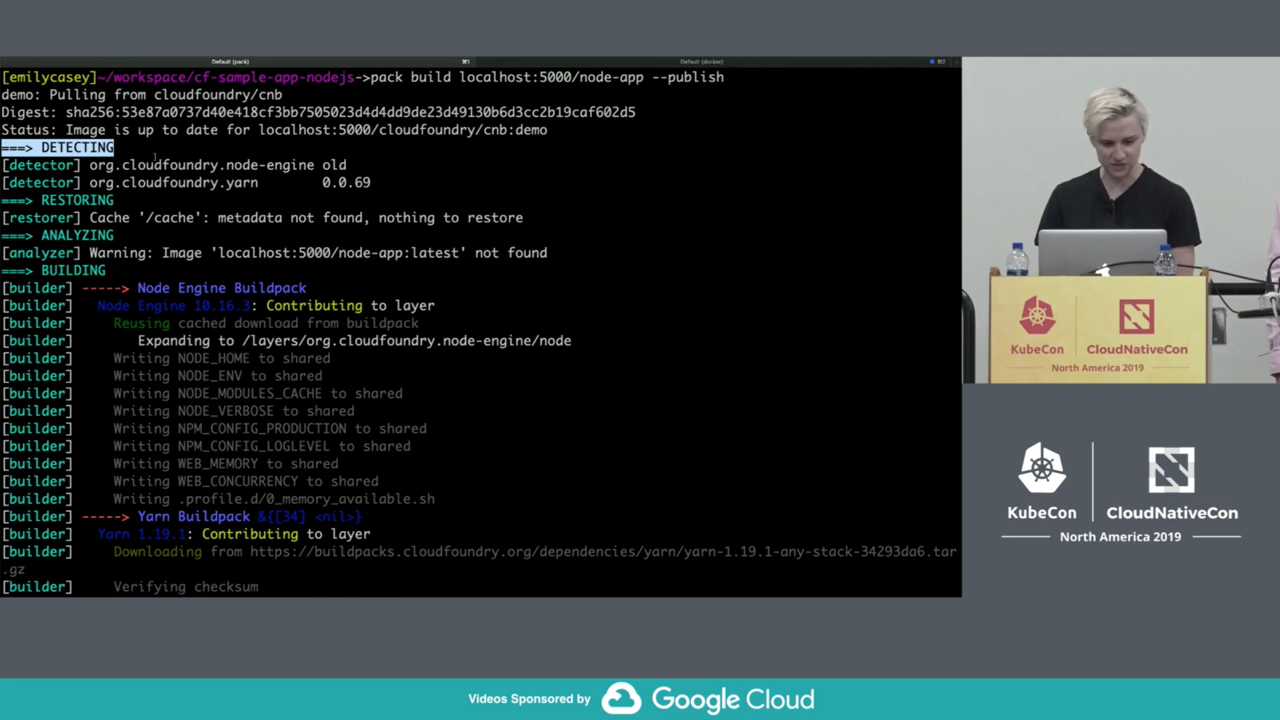 Default (pack)
⌘1
Default (docker)
⌘2
[emilycasey]~/workspace/cf-sample-app-nodejs->pack build localhost:5000/node-app --publish
demo: Pulling from cloudfoundry/cnb
Digest: sha256:53e87a0737d40e418cf3bb7505023d4d4dd9de23d49130b6d3cc2b19caf602d5
Status: Image is up to date for localhost:5000/cloudfoundry/cnb:demo
===> DETECTING
[detector] org.cloudfoundry.node-engine old
[detector] org.cloudfoundry.yarn        0.0.69
===> RESTORING
[restorer] Cache '/cache': metadata not found, nothing to restore
===> ANALYZING
[analyzer] Warning: Image 'localhost:5000/node-app:latest' not found
===> BUILDING
[builder] -----> Node Engine Buildpack
[builder]   Node Engine 10.16.3: Contributing to layer
[builder]     Reusing cached download from buildpack
[builder]        Expanding to /layers/org.cloudfoundry.node-engine/node
[builder]     Writing NODE_HOME to shared
[builder]     Writing NODE_ENV to shared
[builder]     Writing NODE_MODULES_CACHE to shared
[builder]     Writing NODE_VERBOSE to shared
[builder]     Writing NPM_CONFIG_PRODUCTION to shared
[builder]     Writing NPM_CONFIG_LOGLEVEL to shared
[builder]     Writing WEB_MEMORY to shared
[builder]     Writing WEB_CONCURRENCY to shared
[builder]     Writing .profile.d/0_memory_available.sh
[builder] -----> Yarn Buildpack &{[34] <nil>}
[builder]   Yarn 1.19.1: Contributing to layer
[builder]     Downloading from https://buildpacks.cloudfoundry.org/dependencies/yarn/yarn-1.19.1-any-stack-34293da6.tar
.gz
[builder]     Verifying checksum
KubeCon CloudNativeCon
North America 2019
KubeCon CloudNativeCon
North America 2019
Videos Sponsored by Google Cloud